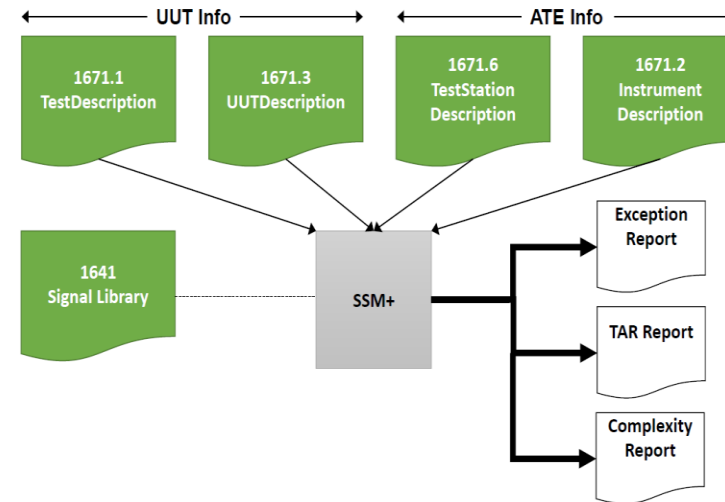 UUT Info
ATE Info
1671.1
TestDescription
1671.3
UUTDescription
1671.6
TestStation
Description
1671.2
Instrument
Description
1641
Signal Library
SSM+
Exception
Report
TAR Report
Complexity
Report